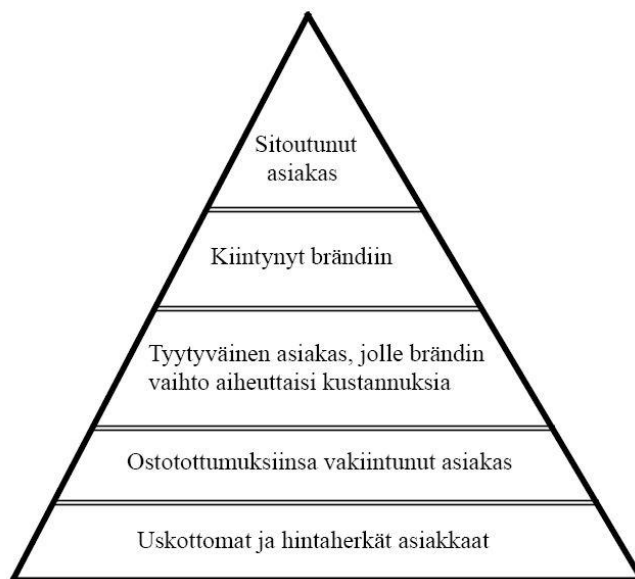 Sitoutunut
asiakas
Kiintynyt brändiin
Tyytyväinen asiakas, jolle brändin
vaihto aiheuttaisi kustannuksia
Ostotottumuksiinsa vakiintunut asiakas
Uskottomat ja hintaherkät asiakkaat